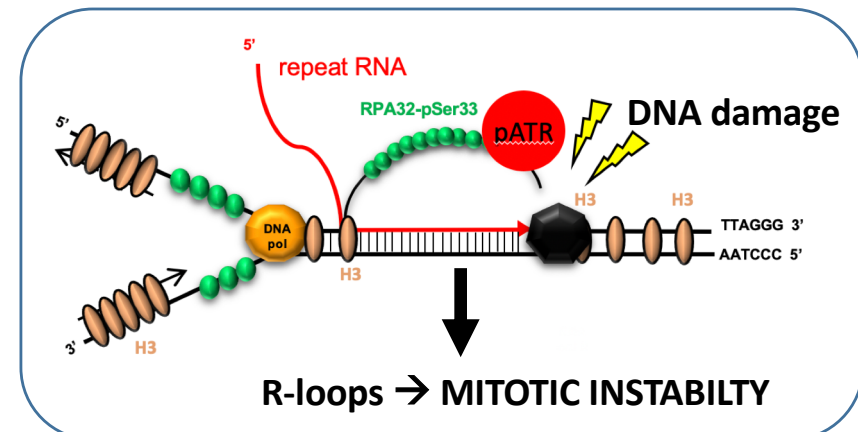 5’
repeat RNA
RPA32-pSer33
pATR
DNA damage
5’
H3
H3
DNA
pol
TTAGGG 3’
AATCCC 5’
H3
H3
3’
R-loops → MITOTIC INSTABILTY